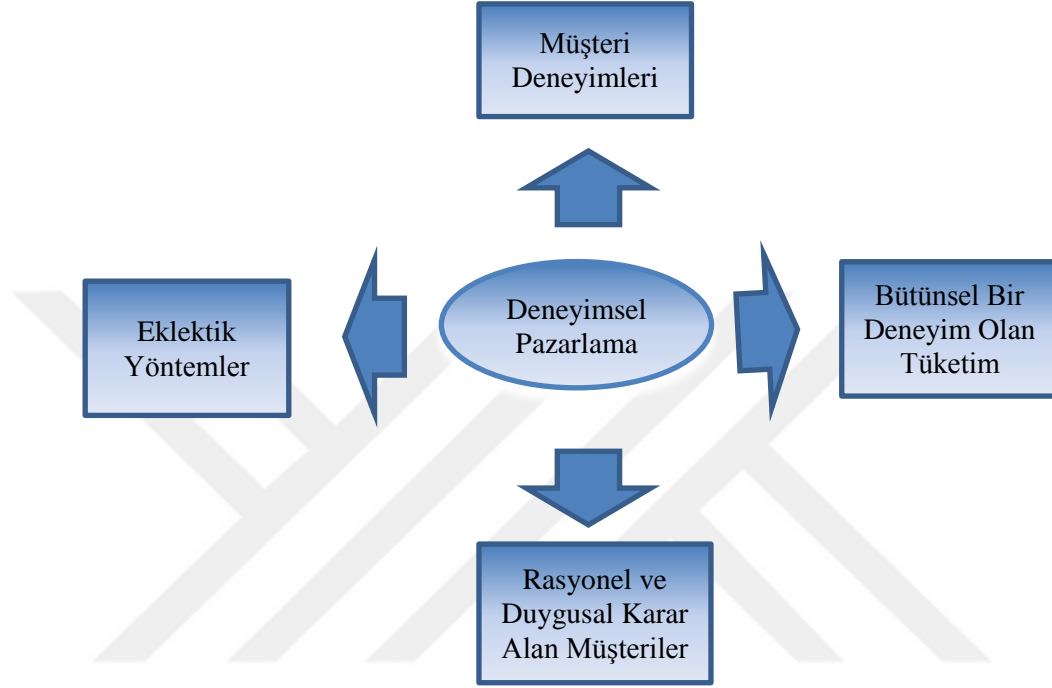 Müşteri
Deneyimleri
Eklektik
Yöntemler
Deneyimsel
Pazarlama
Bütünsel Bir
Deneyim Olan
Tüketim
Rasyonel ve
Duygusal Karar
Alan Müşteriler